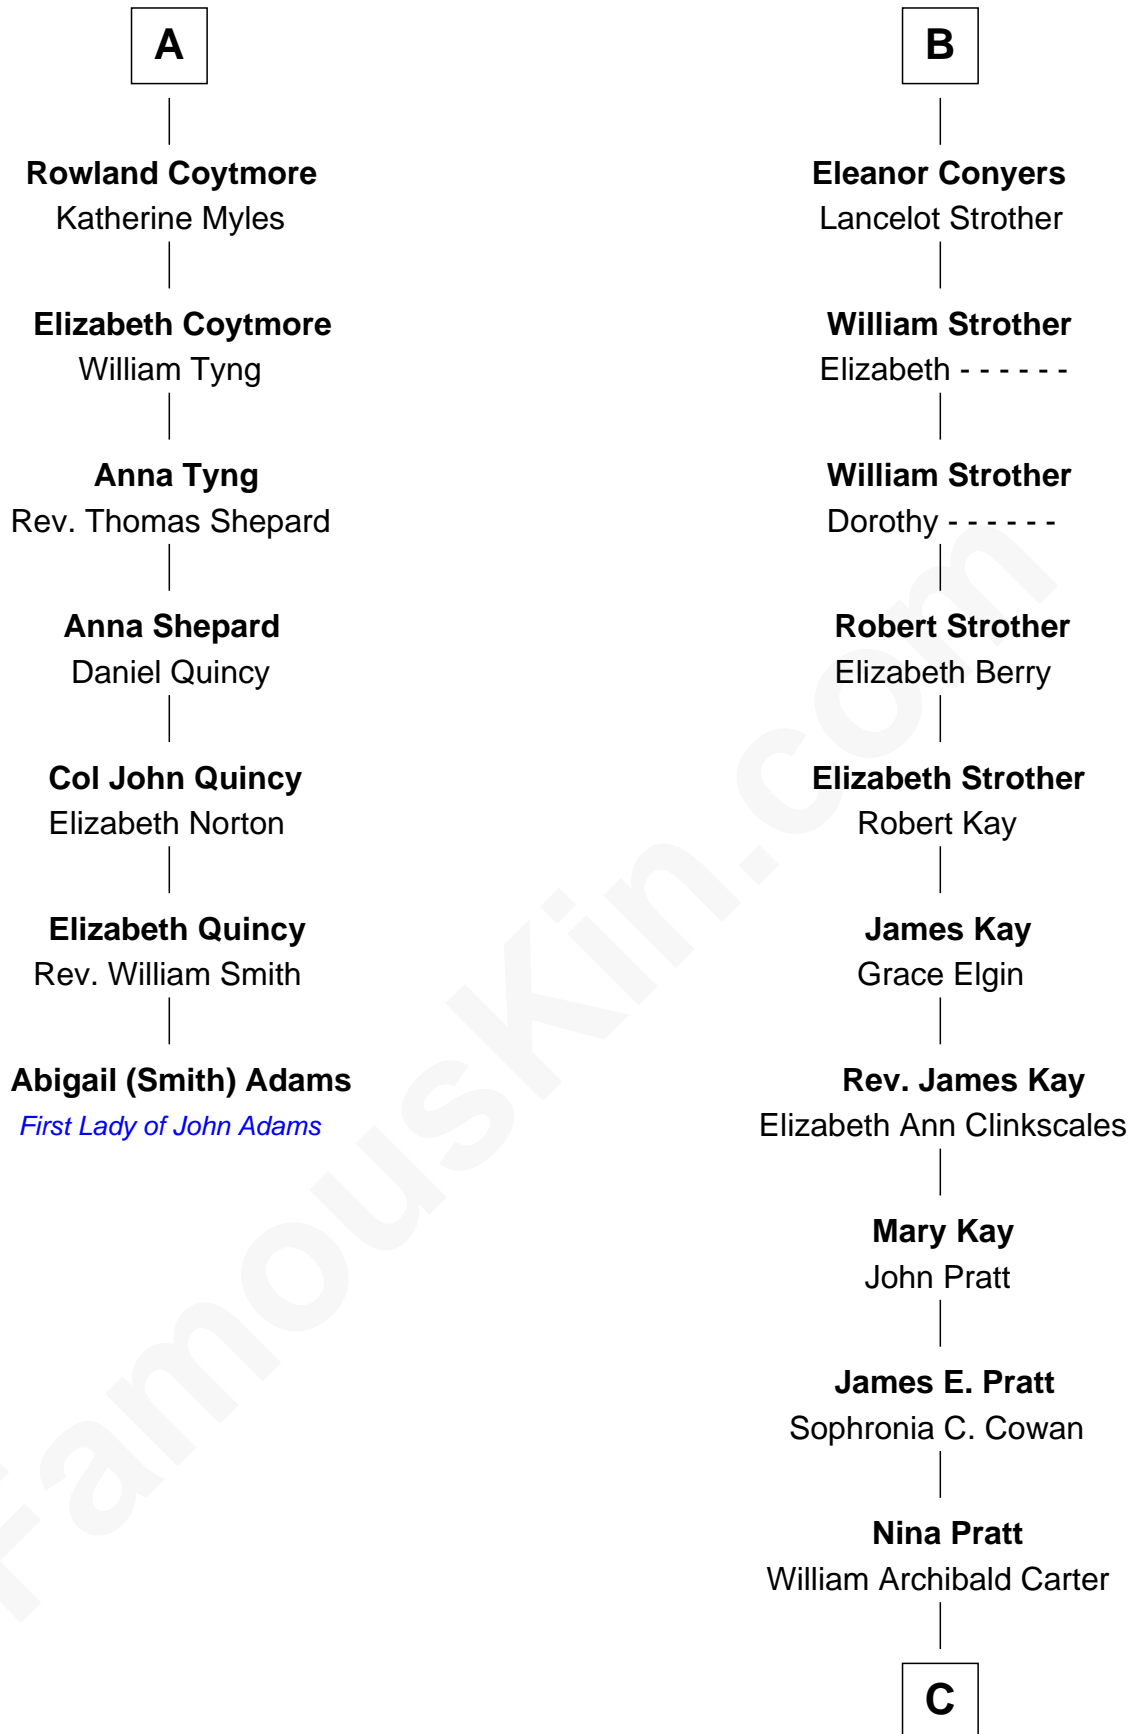 A
Rowland Coytmore
Katherine Myles
Elizabeth Coytmore
William Tyng
Anna Tyng
Rev. Thomas Shepard
Anna Shepard
Daniel Quincy
Col John Quincy
Elizabeth Norton
Elizabeth Quincy
Rev. William Smith
Abigail (Smith) Adams
First Lady of John Adams
B
Eleanor Conyers
Lancelot Strother
William Strother
Elizabeth - - - - - -
William Strother
Dorothy - - - - - -
Robert Strother
Elizabeth Berry
Elizabeth Strother
Robert Kay
James Kay
Grace Elgin
Rev. James Kay
Elizabeth Ann Clinkscales
Mary Kay
John Pratt
James E. Pratt
Sophronia C. Cowan
Nina Pratt
William Archibald Carter
C
FamousKin.com